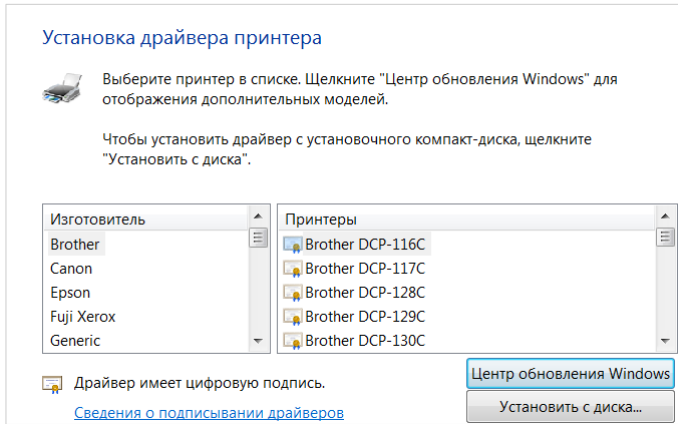 Установка драйвера принтера
Выберите принтер в списке. Щелкните "Центр обновления Windows" для
отображения дополнительных моделей.
Чтобы установить драйвер с установочного компакт-диска, щелкните
"Установить с диска".
Изготовитель
Brother
Canon
Epson
Fuji Xerox
Generic
Принтеры
Brother DCP-116C
Brother DCP-117C
Brother DCP-128C
Brother DCP-129C
Brother DCP-130C
Драйвер имеет цифровую подпись.
Сведения о подписывании драйверов
Центр обновления Windows
Установить с диска...